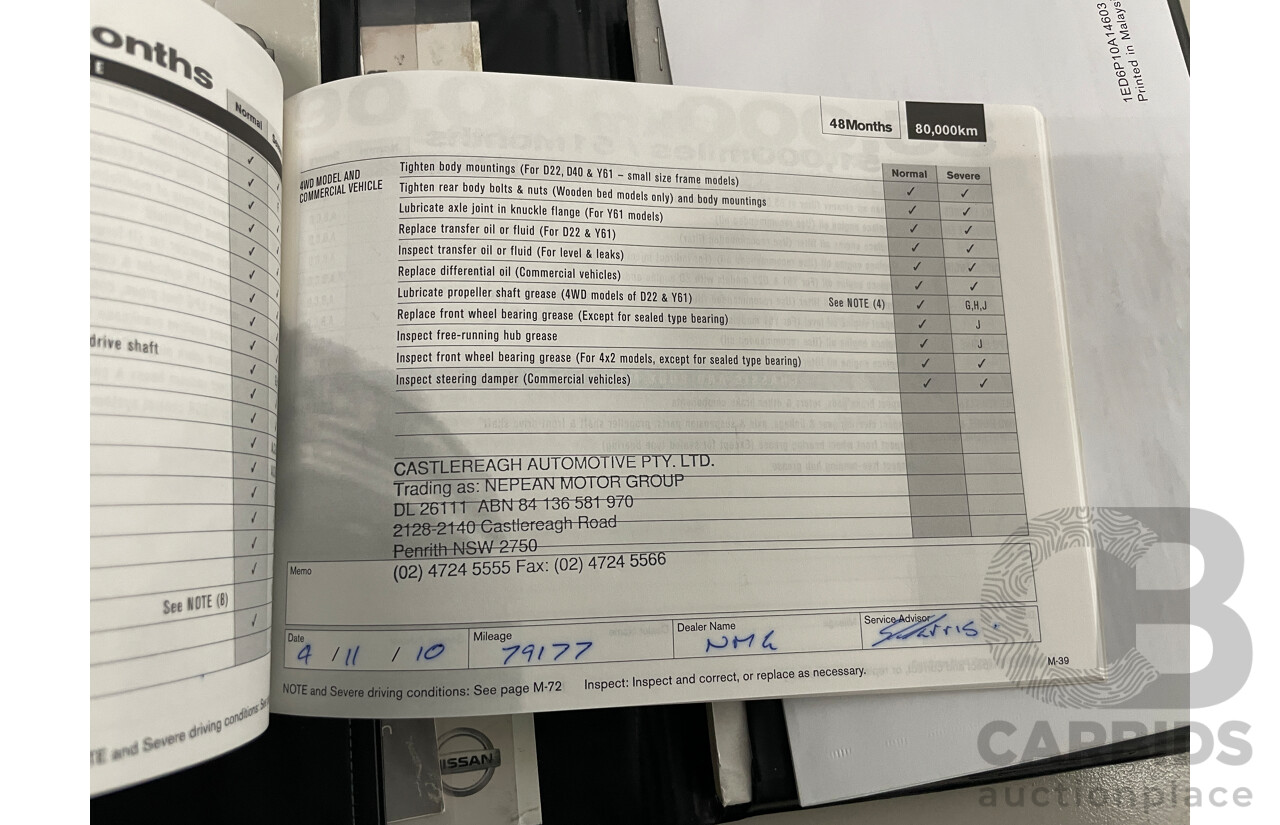 onths
E
Normal
drive shaft
See NOTE (8)
TE and Severe driving conditions: Se
48Months
80,000km
Normal
Severe
4WD MODEL AND
COMMERCIAL VEHICLE
Tighten body mountings (For D22, D40 & Y61 – small size frame models) ✓ ✓
Tighten rear body bolts & nuts (Wooden bed models only) and body mountings ✓ ✓
Lubricate axle joint in knuckle flange (For Y61 models) ✓ ✓
Replace transfer oil or fluid (For D22 & Y61) ✓ ✓
Inspect transfer oil or fluid (For level & leaks) ✓ ✓
Replace differential oil (Commercial vehicles) ✓ ✓
Lubricate propeller shaft grease (4WD models of D22 & Y61) See NOTE (4) ✓ G,H,J
Replace front wheel bearing grease (Except for sealed type bearing) ✓ J
Inspect free-running hub grease ✓ J
Inspect front wheel bearing grease (For 4x2 models, except for sealed type bearing) ✓ ✓
Inspect steering damper (Commercial vehicles) ✓ ✓
CASTLEREAGH AUTOMOTIVE PTY. LTD.
Trading as: NEPEAN MOTOR GROUP
DL 26111 ABN 84 136 581 970
2128-2140 Castlereagh Road
Penrith NSW 2750
(02) 4724 5555 Fax: (02) 4724 5566
Memo
Date
4 / 11 / 10
Mileage
79177
Dealer Name
NMG
Service Advisor
NOTE and Severe driving conditions: See page M-72
Inspect: Inspect and correct, or replace as necessary.
M-39
1ED6P10A14603
Printed in Malays
NISSAN
CARBIDS
auctionplace